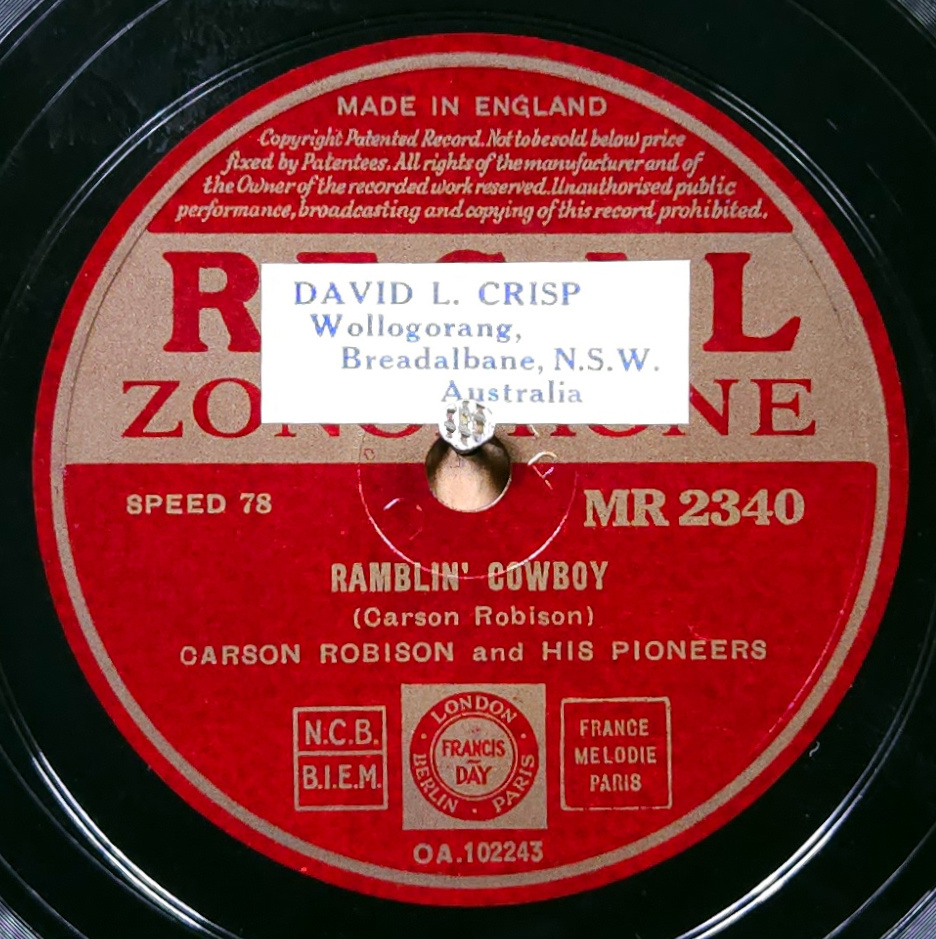 MADE IN ENGLAND
Copyright Patented Record. Not to be sold below price
fixed by Patentees. All rights of the manufacturer and of
the Owner of the recorded work reserved. Unauthorised public
performance, broadcasting and copying of this record prohibited.
DAVID L. CRISP
Wollogorang,
Breadalbane, N.S.W.
Australia
REGAL
ZONOPHONE
SPEED 78
MR 2340
RAMBLIN' COWBOY
(Carson Robison)
CARSON ROBISON and HIS PIONEERS
N.C.B.
B.I.E.M.
LONDON
FRANCIS
DAY
BERLIN · PARIS
FRANCE
MELODIE
PARIS
OA.102243